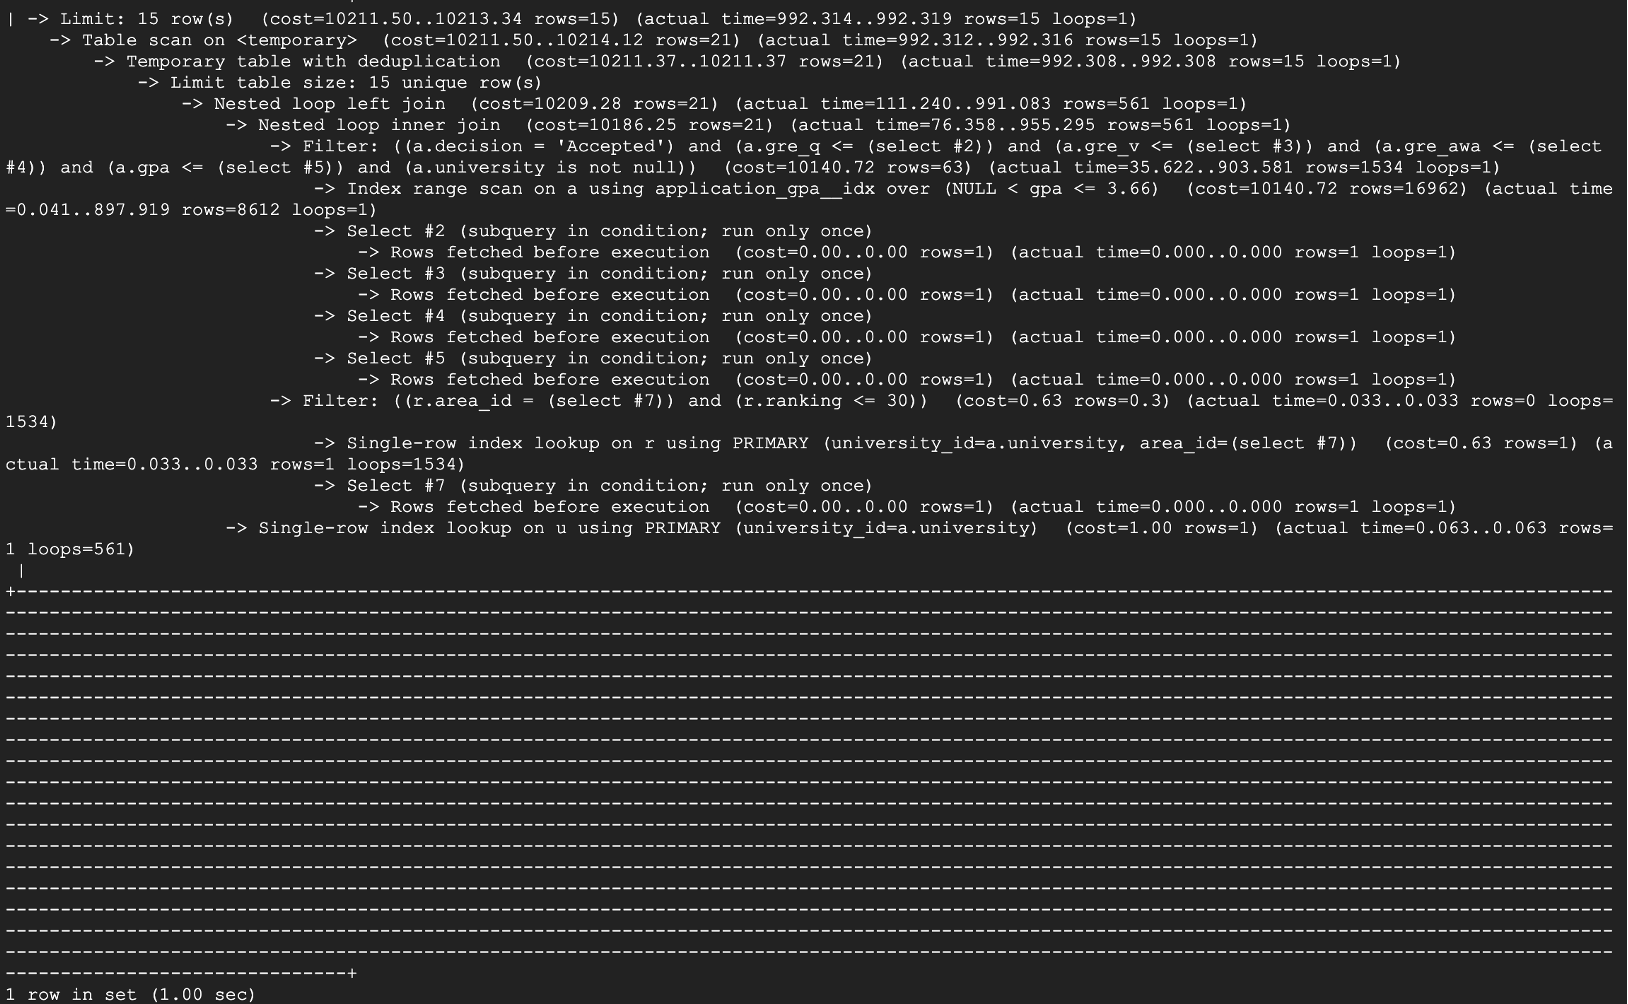 | -> Limit: 15 row(s)  (cost=10211.50..10213.34 rows=15) (actual time=992.314..992.319 rows=15 loops=1)
    -> Table scan on <temporary>  (cost=10211.50..10214.12 rows=21) (actual time=992.312..992.316 rows=15 loops=1)
        -> Temporary table with deduplication  (cost=10211.37..10211.37 rows=21) (actual time=992.308..992.308 rows=15 loops=1)
            -> Limit table size: 15 unique row(s)
                -> Nested loop left join  (cost=10209.28 rows=21) (actual time=111.240..991.083 rows=561 loops=1)
                    -> Nested loop inner join  (cost=10186.25 rows=21) (actual time=76.358..955.295 rows=561 loops=1)
                        -> Filter: ((a.decision = 'Accepted') and (a.gre_q <= (select #2)) and (a.gre_v <= (select #3)) and (a.gre_awa <= (select
#4)) and (a.gpa <= (select #5)) and (a.university is not null))  (cost=10140.72 rows=63) (actual time=35.622..903.581 rows=1534 loops=1)
                            -> Index range scan on a using application_gpa__idx over (NULL < gpa <= 3.66)  (cost=10140.72 rows=16962) (actual time
=0.041..897.919 rows=8612 loops=1)
                            -> Select #2 (subquery in condition; run only once)
                                -> Rows fetched before execution  (cost=0.00..0.00 rows=1) (actual time=0.000..0.000 rows=1 loops=1)
                            -> Select #3 (subquery in condition; run only once)
                                -> Rows fetched before execution  (cost=0.00..0.00 rows=1) (actual time=0.000..0.000 rows=1 loops=1)
                            -> Select #4 (subquery in condition; run only once)
                                -> Rows fetched before execution  (cost=0.00..0.00 rows=1) (actual time=0.000..0.000 rows=1 loops=1)
                            -> Select #5 (subquery in condition; run only once)
                                -> Rows fetched before execution  (cost=0.00..0.00 rows=1) (actual time=0.000..0.000 rows=1 loops=1)
                        -> Filter: ((r.area_id = (select #7)) and (r.ranking <= 30))  (cost=0.63 rows=0.3) (actual time=0.033..0.033 rows=0 loops=
1534)
                            -> Single-row index lookup on r using PRIMARY (university_id=a.university, area_id=(select #7))  (cost=0.63 rows=1) (a
ctual time=0.033..0.033 rows=1 loops=1534)
                            -> Select #7 (subquery in condition; run only once)
                                -> Rows fetched before execution  (cost=0.00..0.00 rows=1) (actual time=0.000..0.000 rows=1 loops=1)
                    -> Single-row index lookup on u using PRIMARY (university_id=a.university)  (cost=1.00 rows=1) (actual time=0.063..0.063 rows=
1 loops=561)
 |
1 row in set (1.00 sec)